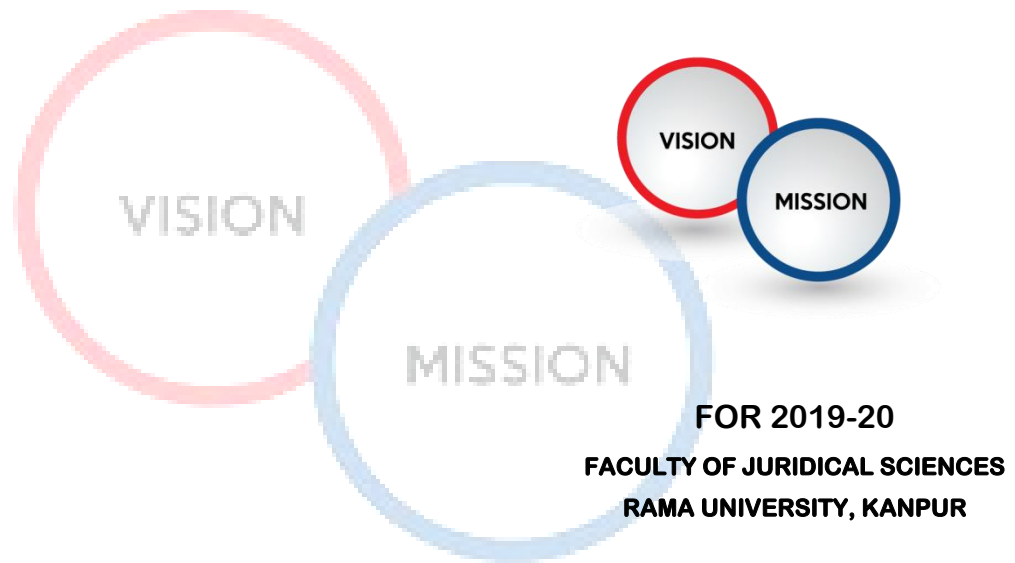 VISION
MISSION
VISION
MISSION
FOR 2019-20
FACULTY OF JURIDICAL SCIENCES
RAMA UNIVERSITY, KANPUR